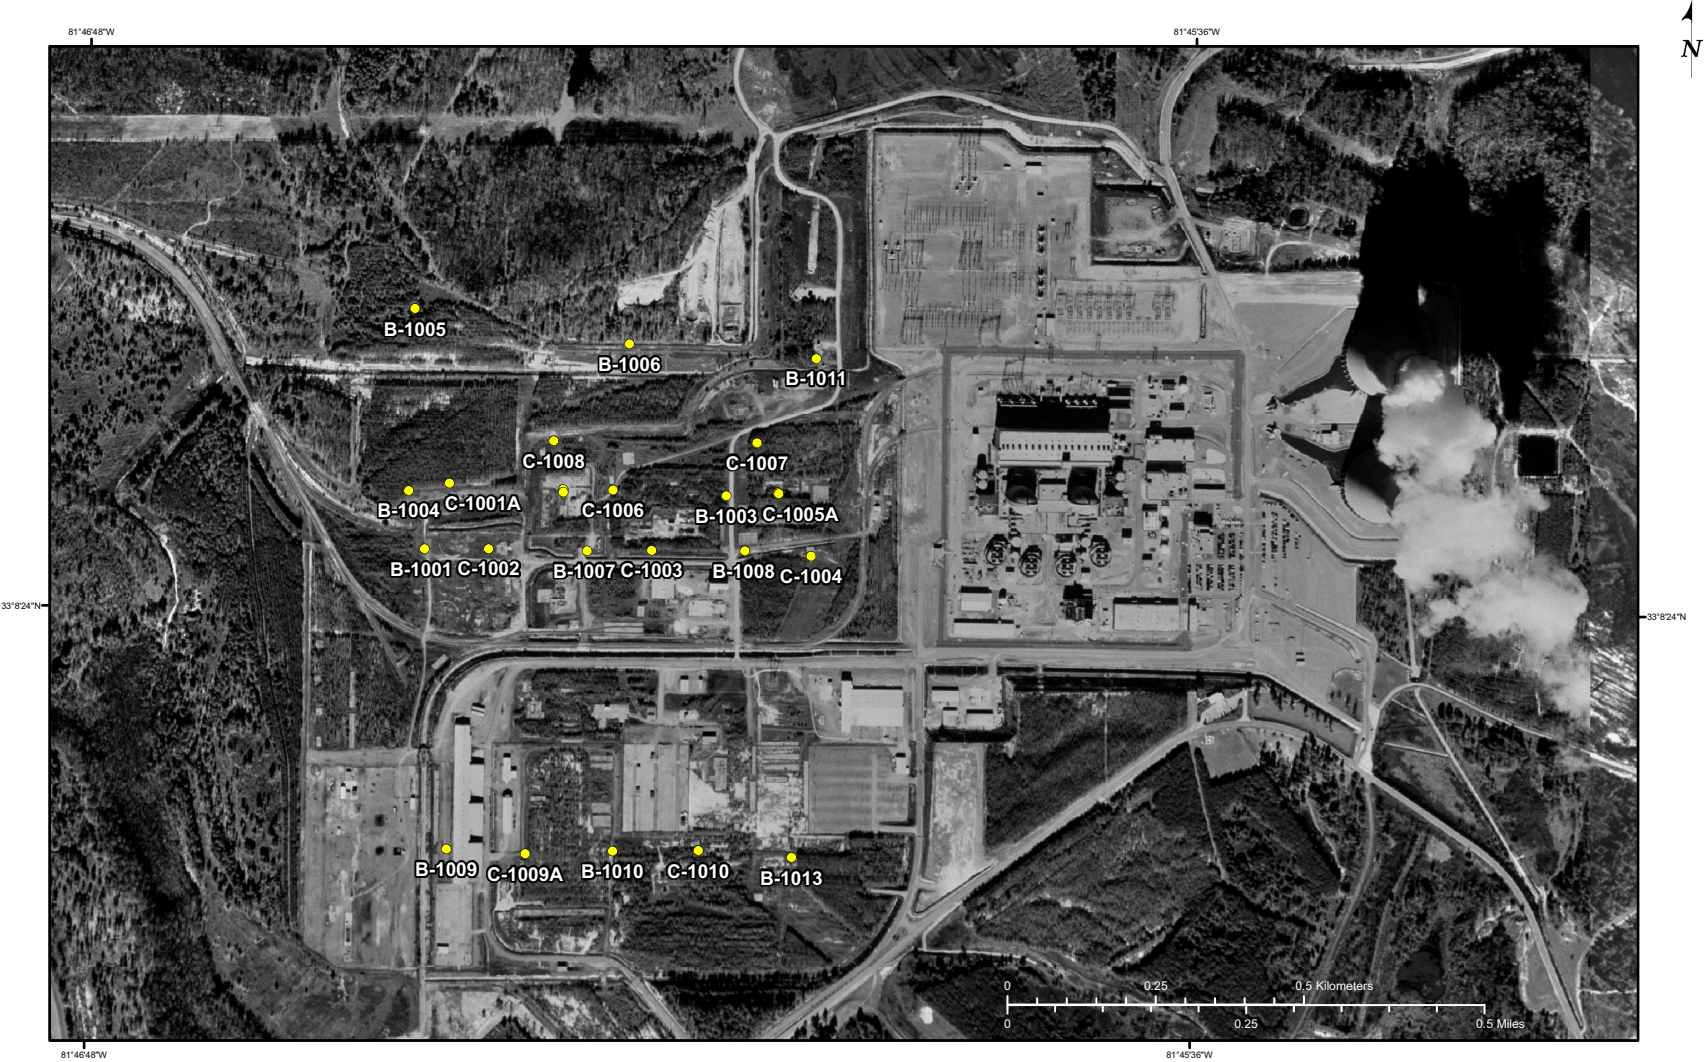 81°46'48"W
81°45'36"W
N
B-1005
B-1006
B-1011
C-1008
C-1007
B-1004
C-1001A
C-1006
B-1003
C-1005A
B-1001
C-1002
B-1007
C-1003
B-1008
C-1004
33°8'24"N
33°8'24"N
B-1009
C-1009A
B-1010
C-1010
B-1013
0
0.25
0.5 Kilometers
0
0.25
0.5 Miles
81°46'48"W
81°45'36"W